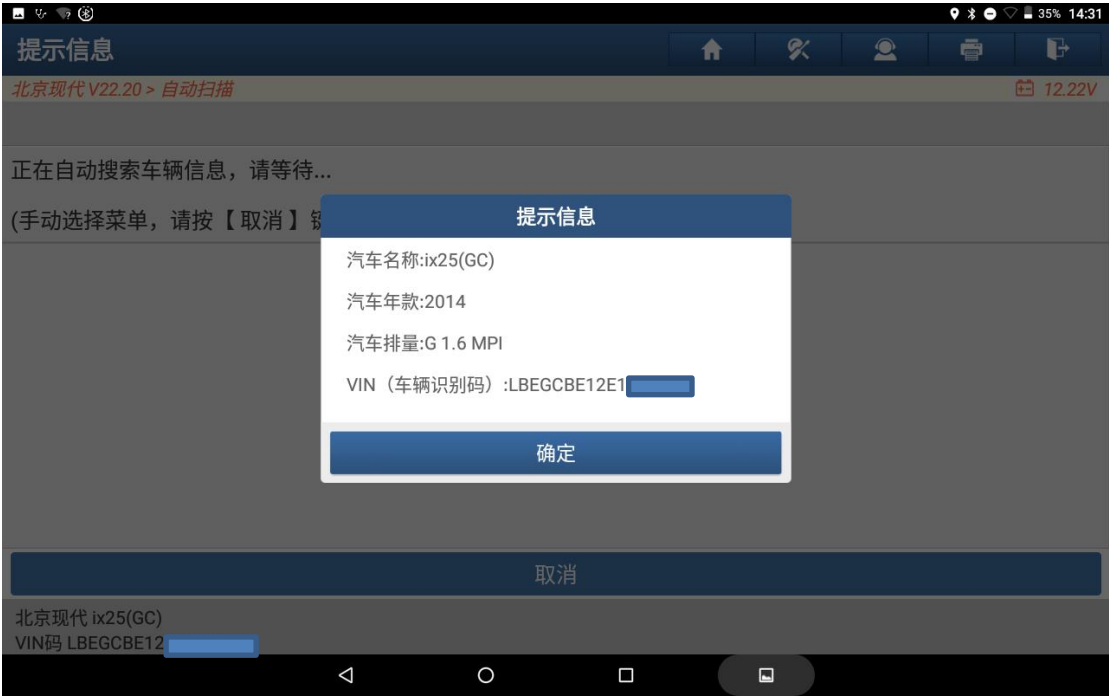 35% 14:31
提示信息
北京现代 V22.20 > 自动扫描
12.22V
正在自动搜索车辆信息，请等待...
(手动选择菜单，请按【 取消 】
提示信息
汽车名称:ix25(GC)
汽车年款:2014
汽车排量:G 1.6 MPI
VIN（车辆识别码）:LBEGCBE12E1
确定
取消
北京现代 ix25(GC)
VIN码 LBEGCBE12